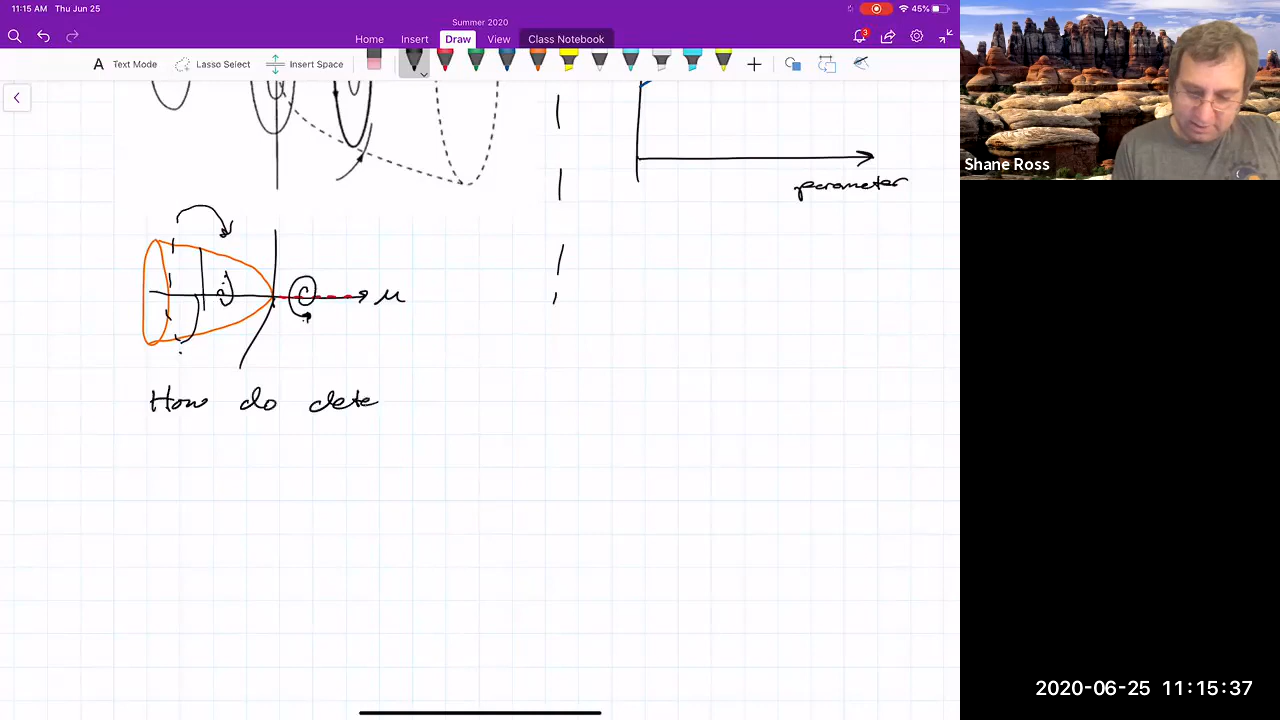 11:15 AM Thu Jun 25
45%
Summer 2020
Home Insert Draw View Class Notebook
3
A Text Mode Lasso Select Insert Space
Shane Ross
parameter
μ
How do dete
2020-06-25 11:15:37